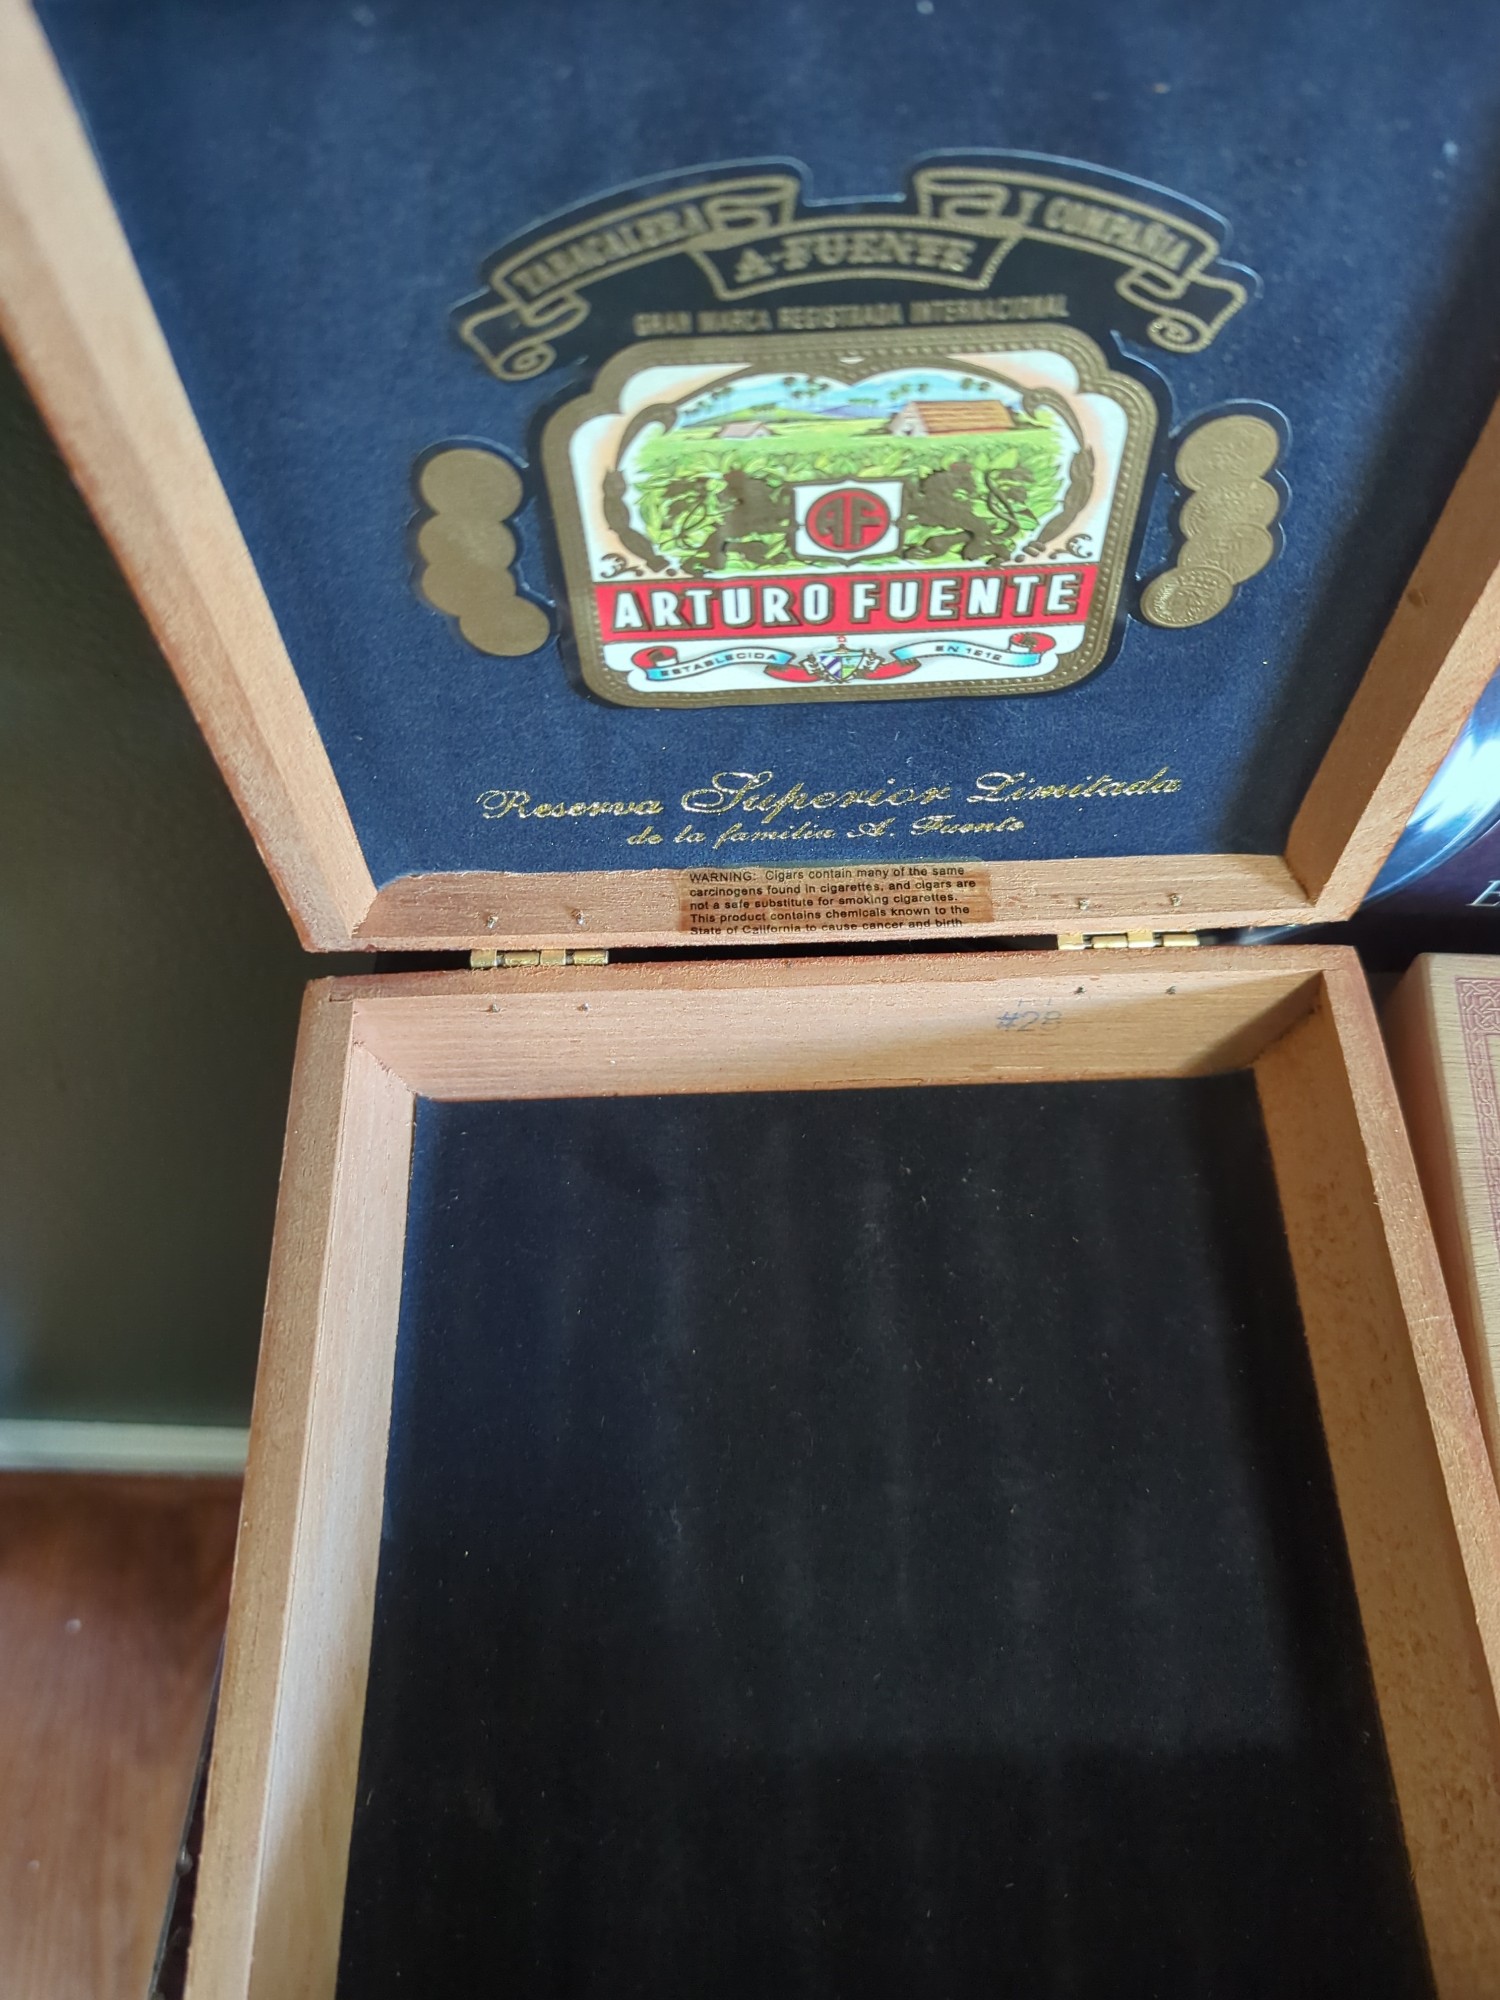 TABACALERA A. FUENTE Y COMPAÑIA
GRAN MARCA REGISTRADA INTERNACIONAL
AF
ARTURO FUENTE
ESTABLECIDA EN 1912
Reserva Superior Limitada
de la familia A. Fuente
WARNING: Cigars contain many of the same
carcinogens found in cigarettes, and cigars are
not a safe substitute for smoking cigarettes.
This product contains chemicals known to the
State of California to cause cancer and birth
#28